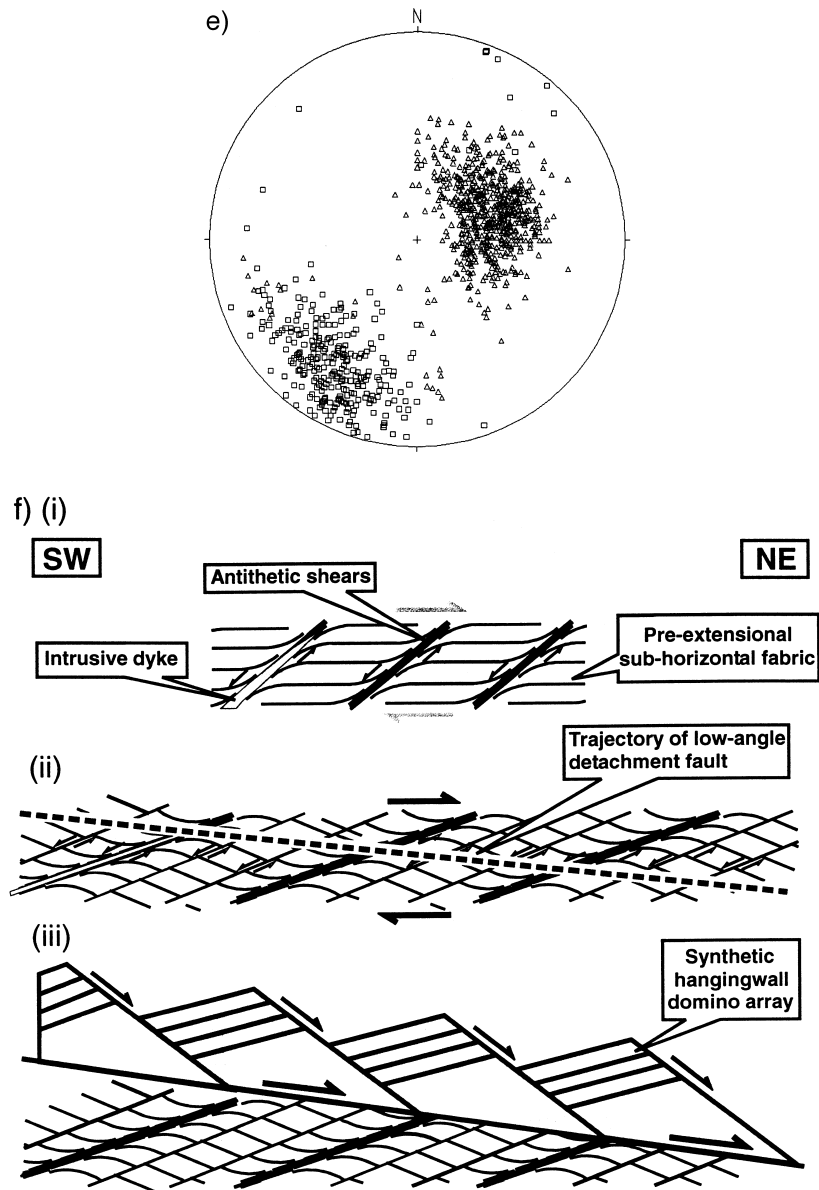 e)
N
f) (i)
SW
NE
Antithetic shears
Intrusive dyke
Pre-extensional
sub-horizontal fabric
(ii)
Trajectory of low-angle
detachment fault
(iii)
Synthetic
hangingwall
domino array